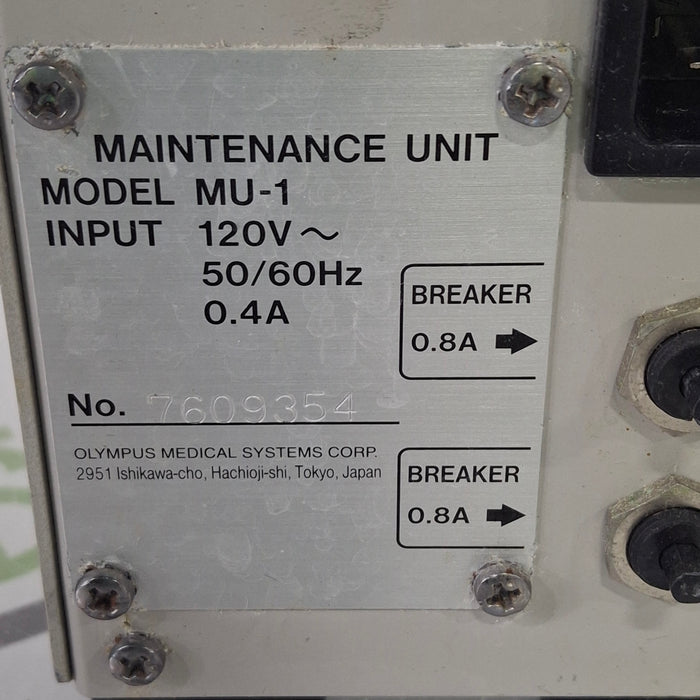 MAINTENANCE UNIT
MODEL MU-1
INPUT 120V～
50/60Hz
0.4A
BREAKER
0.8A
No. 7609354
OLYMPUS MEDICAL SYSTEMS CORP.
2951 Ishikawa-cho, Hachioji-shi, Tokyo, Japan
BREAKER
0.8A